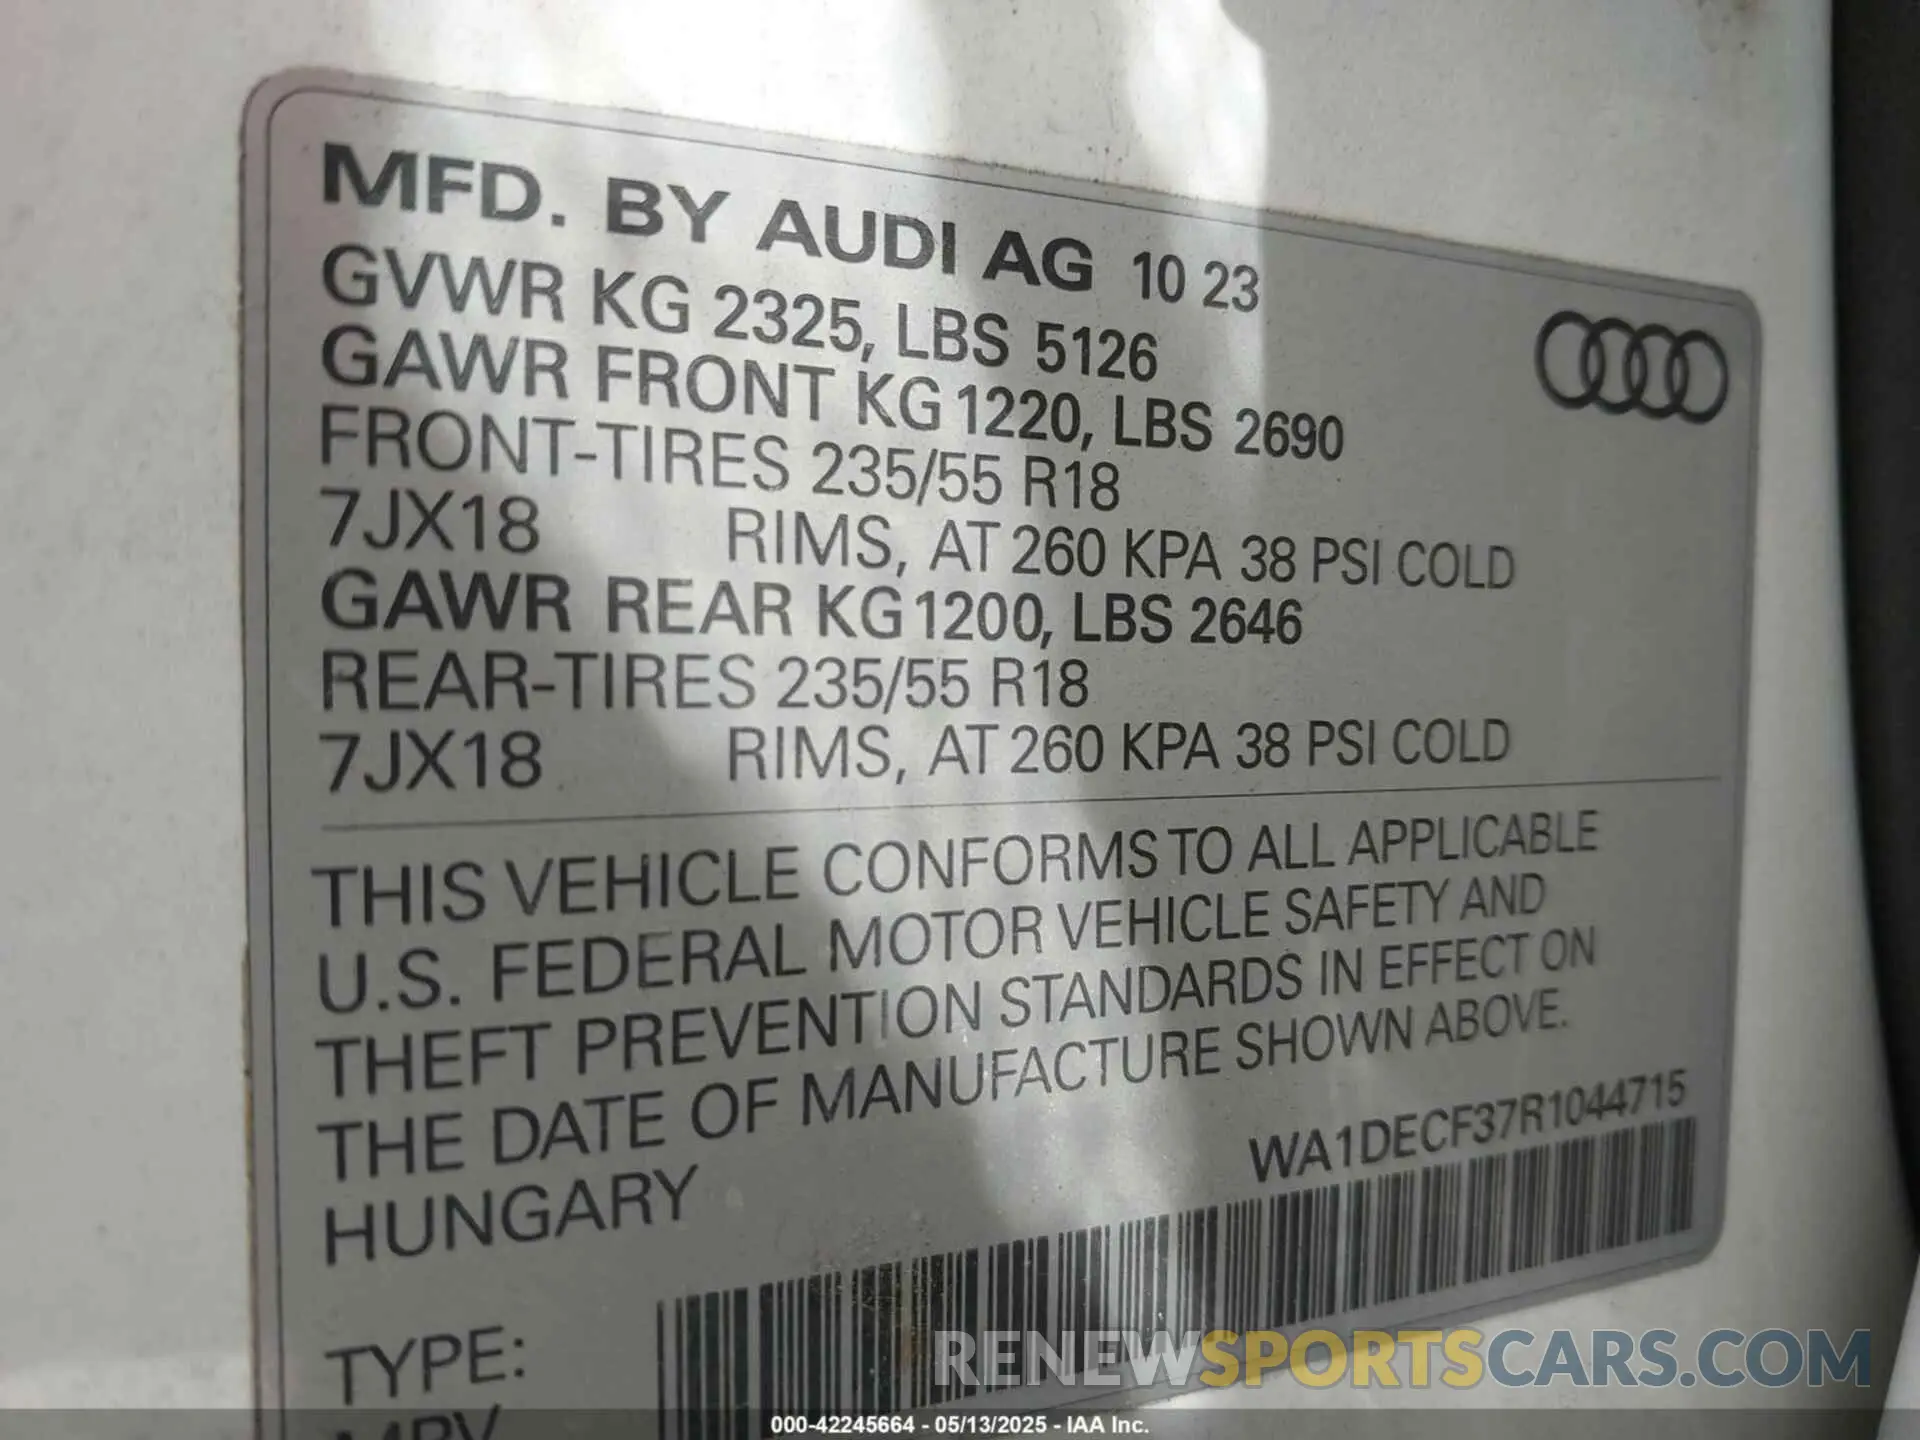 MFD. BY AUDI AG 10 23
GVWR KG 2325, LBS 5126
GAWR FRONT KG 1220, LBS 2690
FRONT-TIRES 235/55 R18
7JX18 RIMS, AT 260 KPA 38 PSI COLD
GAWR REAR KG 1200, LBS 2646
REAR-TIRES 235/55 R18
7JX18 RIMS, AT 260 KPA 38 PSI COLD
THIS VEHICLE CONFORMS TO ALL APPLICABLE
U.S. FEDERAL MOTOR VEHICLE SAFETY AND
THEFT PREVENTION STANDARDS IN EFFECT ON
THE DATE OF MANUFACTURE SHOWN ABOVE.
HUNGARY WA1DECF37R1044715
TYPE:
MPV
RENEWSPORTSCARS.COM
000-42245664 - 05/13/2025 - IAA Inc.